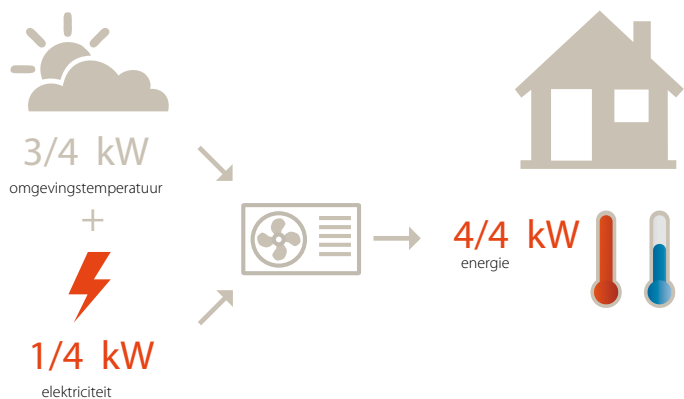 3/4 kW
omgevingstemperatuur
+
1/4 kW
elektriciteit
4/4 kW
energie